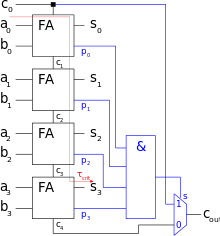 c0
a0 FA s0
b0 p0
c1
a1 FA s1
b1 p1
c2
a2 FA s2
b2 p2
c3 τcrit
a3 FA s3
b3 p3
c4
&
s
1
0
cout